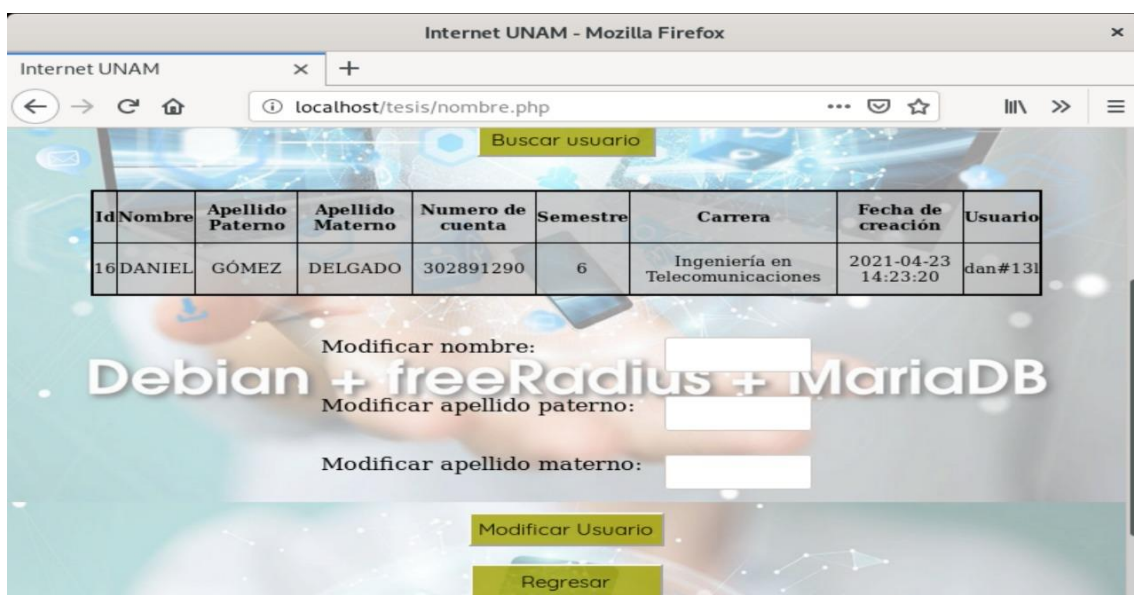 Internet UNAM - Mozilla Firefox
Internet UNAM
localhost/tesis/nombre.php
Buscar usuario
Id Nombre Apellido Paterno Apellido Materno Numero de cuenta Semestre Carrera Fecha de creación Usuario
16 DANIEL GÓMEZ DELGADO 302891290 6 Ingeniería en Telecomunicaciones 2021-04-23 14:23:20 dan#13l
Modificar nombre:
Debian + freeRadius + MariaDB
Modificar apellido paterno:
Modificar apellido materno:
Modificar Usuario
Regresar